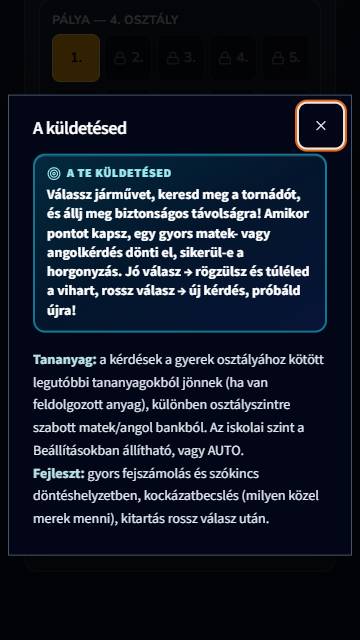 PÁLYA — 4. OSZTÁLY
1.
2.
3.
4.
5.
A küldetésed
A TE KÜLDETÉSED
Válassz járművet, keresd meg a tornádót,
és állj meg biztonságos távolságra! Amikor
pontot kapsz, egy gyors matek- vagy
angolkérdés dönti el, sikerül-e a
horgonyzás. Jó válasz → rögzülsz és túléled
a vihart, rossz válasz → új kérdés, próbáld
újra!
Tananyag: a kérdések a gyerek osztályához kötött
legutóbbi tananyagokból jönnek (ha van
feldolgozott anyag), különben osztályszintre
szabott matek/angol bankból. Az iskolai szint a
Beállításokban állítható, vagy AUTO.
Fejleszt: gyors fejszámolás és szókincs
döntéshelyzetben, kockázatbecslés (milyen közel
merek menni), kitartás rossz válasz után.